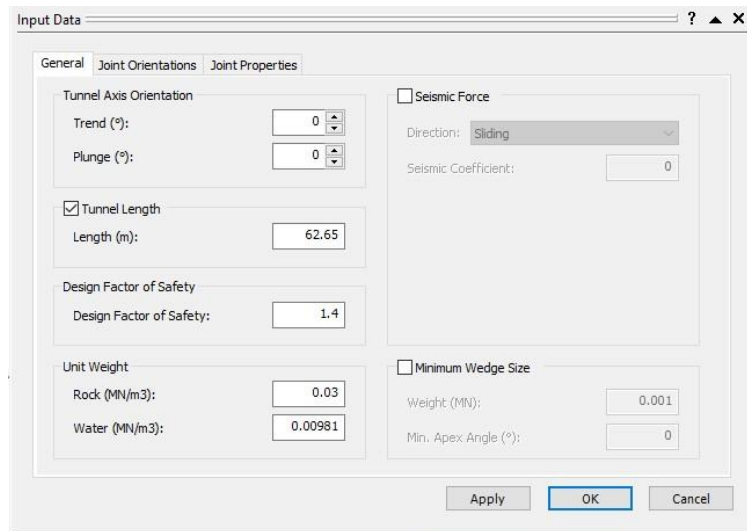 Input Data
?
General Joint Orientations Joint Properties
Tunnel Axis Orientation
Trend (°): 0
Plunge (°): 0
Tunnel Length
Length (m): 62.65
Design Factor of Safety
Design Factor of Safety: 1.4
Unit Weight
Rock (MN/m3): 0.03
Water (MN/m3): 0.00981
Seismic Force
Direction: Sliding
Seismic Coefficient: 0
Minimum Wedge Size
Weight (MN): 0.001
Min. Apex Angle (°): 0
Apply OK Cancel